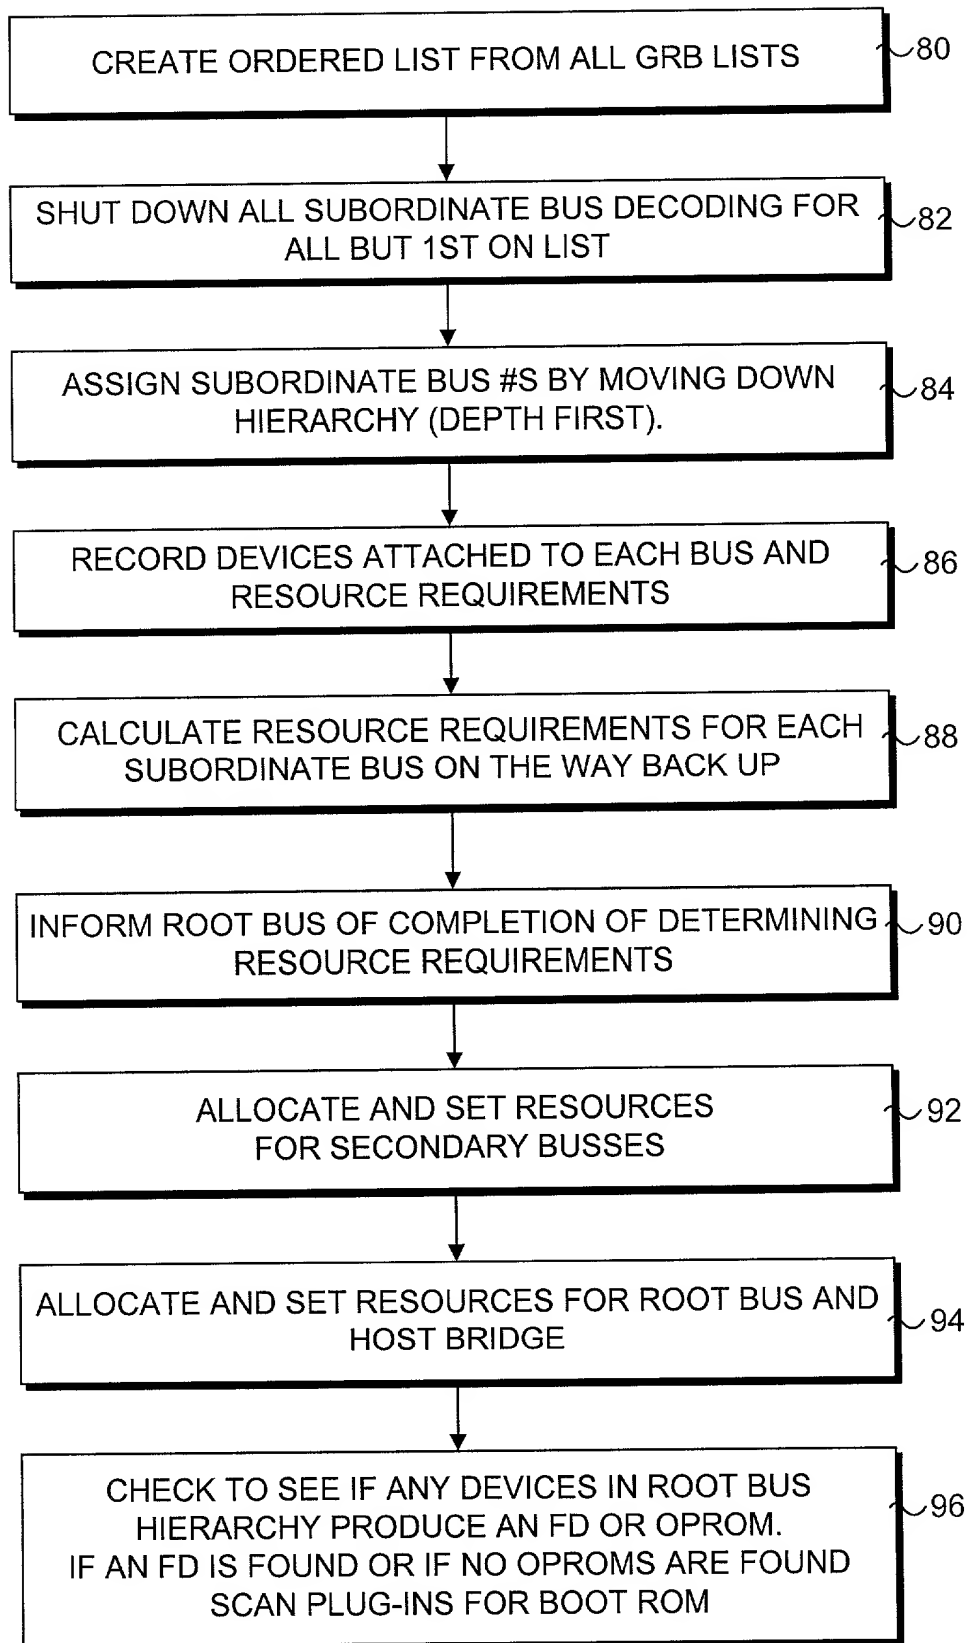 CREATE ORDERED LIST FROM ALL GRB LISTS
80
SHUT DOWN ALL SUBORDINATE BUS DECODING FOR
ALL BUT 1ST ON LIST
82
ASSIGN SUBORDINATE BUS #S BY MOVING DOWN
HIERARCHY (DEPTH FIRST).
84
RECORD DEVICES ATTACHED TO EACH BUS AND
RESOURCE REQUIREMENTS
86
CALCULATE RESOURCE REQUIREMENTS FOR EACH
SUBORDINATE BUS ON THE WAY BACK UP
88
INFORM ROOT BUS OF COMPLETION OF DETERMINING
RESOURCE REQUIREMENTS
90
ALLOCATE AND SET RESOURCES
FOR SECONDARY BUSSES
92
ALLOCATE AND SET RESOURCES FOR ROOT BUS AND
HOST BRIDGE
94
CHECK TO SEE IF ANY DEVICES IN ROOT BUS
HIERARCHY PRODUCE AN FD OR OPROM.
IF AN FD IS FOUND OR IF NO OPROMS ARE FOUND
SCAN PLUG-INS FOR BOOT ROM
96